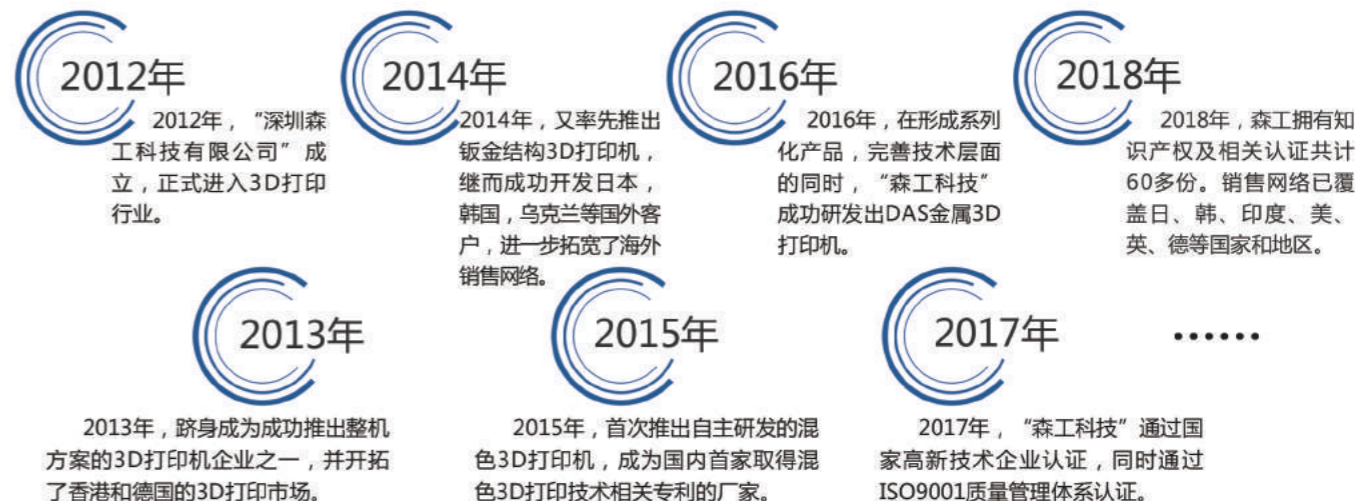 2012年
2012年，“深圳森
工科技有限公司”成
立，正式进入3D打印
行业。
2014年
2014年，又率先推出
钣金结构3D打印机，
继而成功开发日本，
韩国，乌克兰等国外客
户，进一步拓宽了海外
销售网络。
2016年
2016年，在形成系列
化产品，完善技术层面
的同时，“森工科技”
成功研发出DAS金属3D
打印机。
2018年
2018年，森工拥有知
识产权及相关认证共计
60多份。销售网络已覆
盖日、韩、印度、美、
英、德等国家和地区。
2013年
2013年，跻身成为成功推出整机
方案的3D打印机企业之一，并开拓
了香港和德国的3D打印市场。
2015年
2015年，首次推出自主研发的混
色3D打印机，成为国内首家取得混
色3D打印技术相关专利的厂家。
2017年
2017年，“森工科技”通过国
家高新技术企业认证，同时通过
ISO9001质量管理体系认证。
……